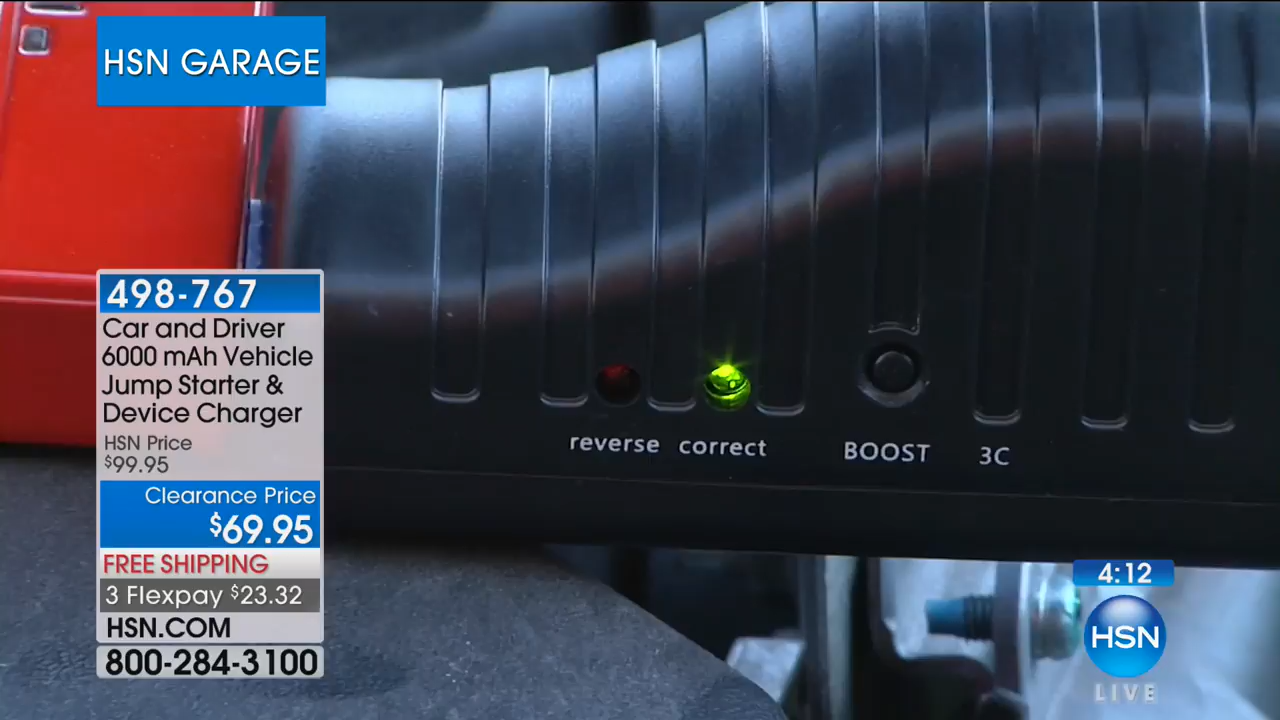 HSN GARAGE
498-767
Car and Driver
6000 mAh Vehicle
Jump Starter &
Device Charger
HSN Price
$99.95
Clearance Price
$69.95
FREE SHIPPING
3 Flexpay $23.32
HSN.COM
800-284-3100
reverse correct BOOST 3C
4:12
HSN
LIVE